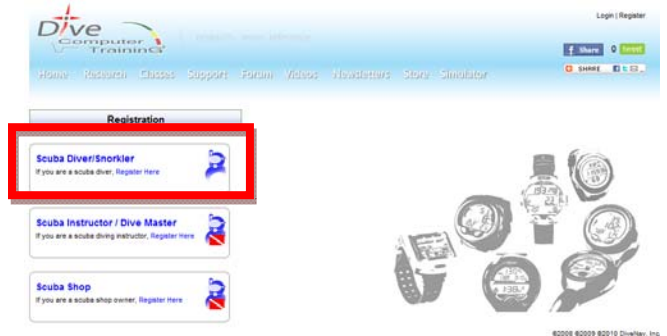 Login | Register
Dive
Computer
Training
Share 0 tweet
SHARE
Home Research Classes Support Forum Videos Newsletters Store Simulator
Registration
Scuba Diver/Snorkler
If you are a scuba diver, Register Here
Scuba Instructor / Dive Master
If you are a scuba diving instructor, Register Here
Scuba Shop
If you are a scuba shop owner, Register Here
©2008 ©2009 ©2010 DiveNav, Inc.